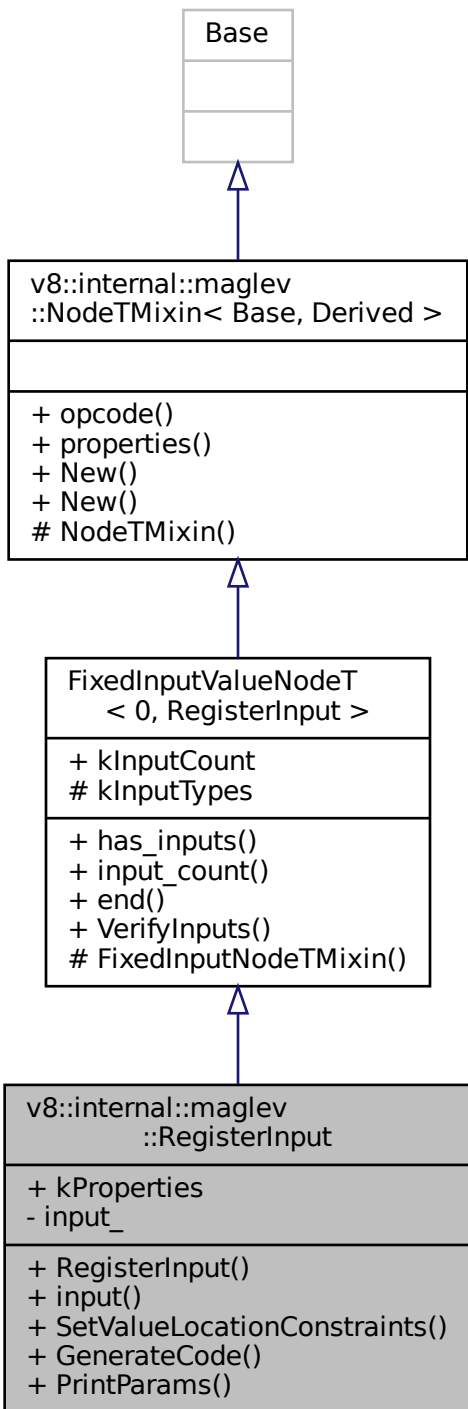 Base
v8::internal::maglev
::NodeTMixin< Base, Derived >
+ opcode()
+ properties()
+ New()
+ New()
# NodeTMixin()
FixedInputValueNodeT
< 0, RegisterInput >
+ kInputCount
# kInputTypes
+ has_inputs()
+ input_count()
+ end()
+ VerifyInputs()
# FixedInputNodeTMixin()
v8::internal::maglev
::RegisterInput
+ kProperties
- input_
+ RegisterInput()
+ input()
+ SetValueLocationConstraints()
+ GenerateCode()
+ PrintParams()